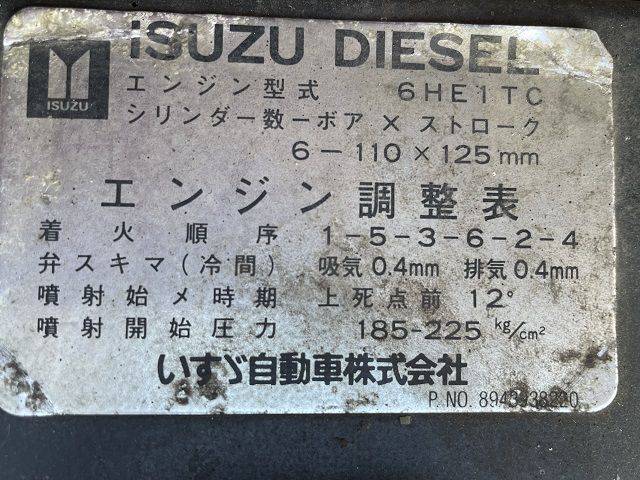 ISUZU DIESEL
ISUZU
エンジン型式 6HE1TC
シリンダー数ーボア × ストローク
6-110×125mm
エンジン調整表
着火順序 1-5-3-6-2-4
弁スキマ(冷間) 吸気0.4mm 排気0.4mm
噴射始メ時期 上死点前 12°
噴射開始圧力 185-225 kg/cm²
いすゞ自動車株式会社
P.NO.